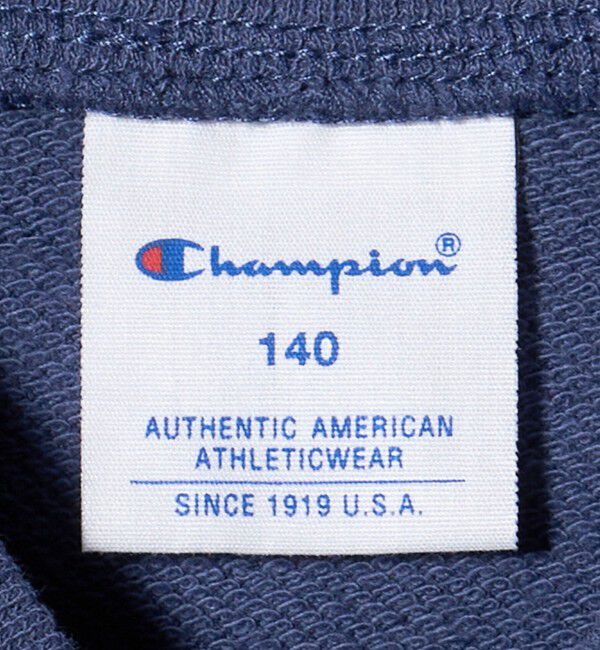 Champion®
140
AUTHENTIC AMERICAN
ATHLETICWEAR
SINCE 1919 U.S.A.